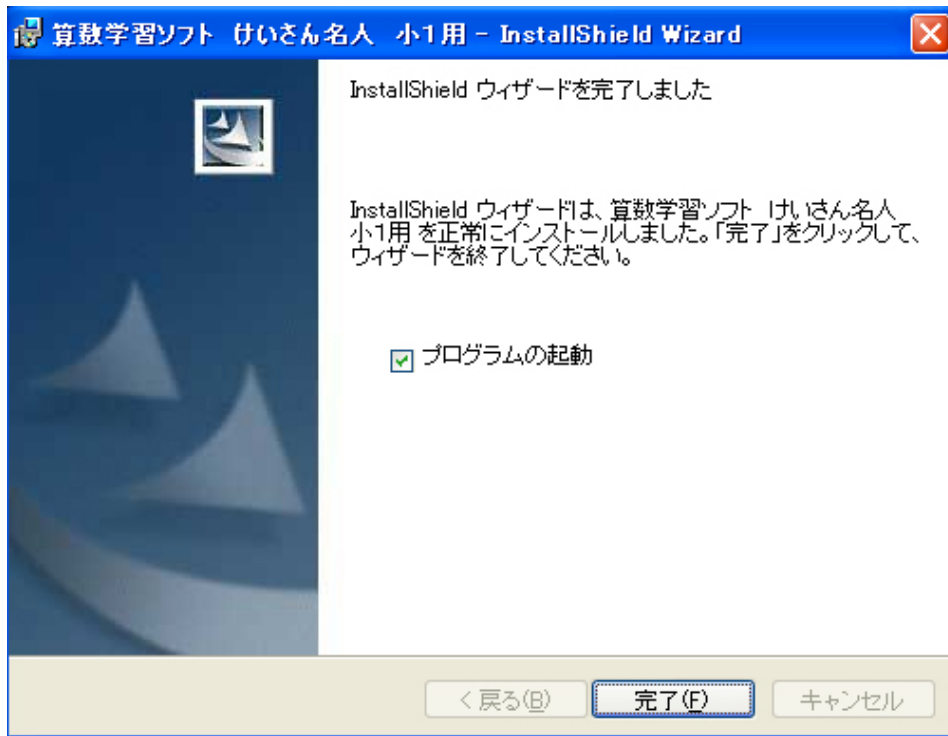 算数学習ソフト けいさん名人 小1用 - InstallShield Wizard
InstallShield ウィザードを完了しました
InstallShield ウィザードは、算数学習ソフト けいさん名人
小1用 を正常にインストールしました。「完了」をクリックして、
ウィザードを終了してください。
プログラムの起動
< 戻る(B)
完了(F)
キャンセル